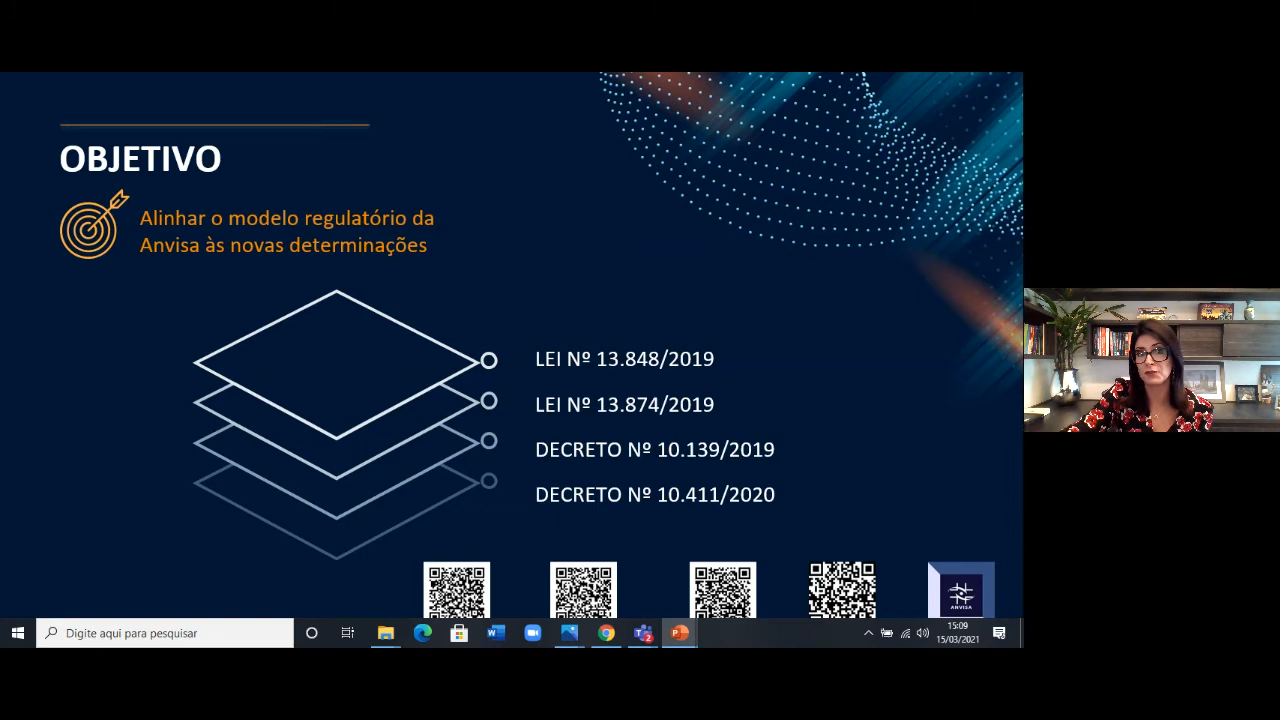 OBJETIVO
Alinhar o modelo regulatório da
Anvisa às novas determinações
LEI Nº 13.848/2019
LEI Nº 13.874/2019
DECRETO Nº 10.139/2019
DECRETO Nº 10.411/2020
ANVISA
Digite aqui para pesquisar
2
15:09
15/03/2021